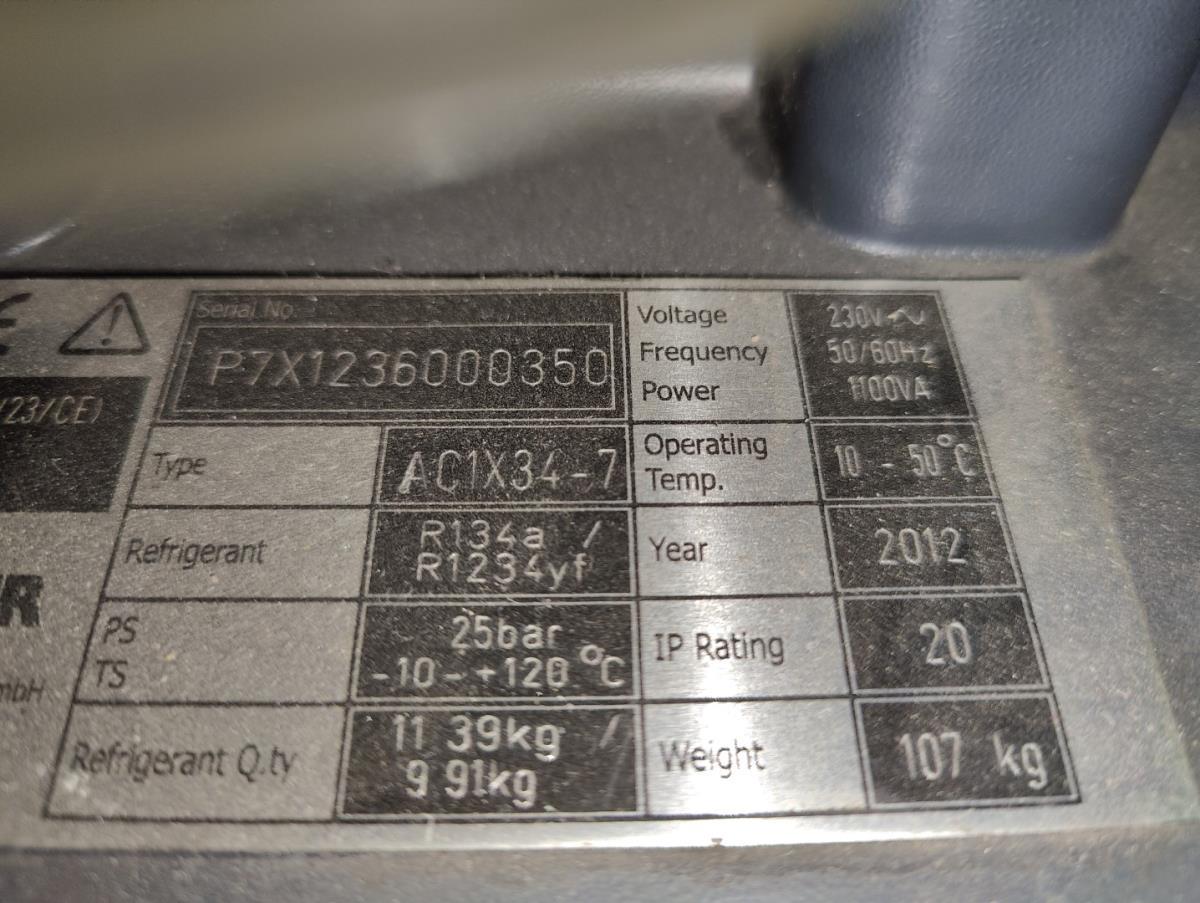 Serial No.
P7X1236000350
Voltage 230V
Frequency 50/60Hz
Power 1100VA
/23/CE)
Type AC1X34-7
Operating Temp. 10 - 50°C
Refrigerant R134a /
R1234yf
Year 2012
PS 25bar
TS -10-+120 °C
IP Rating 20
mbH
Refrigerant Q.ty 11 39kg /
9 91kg
Weight 107 kg